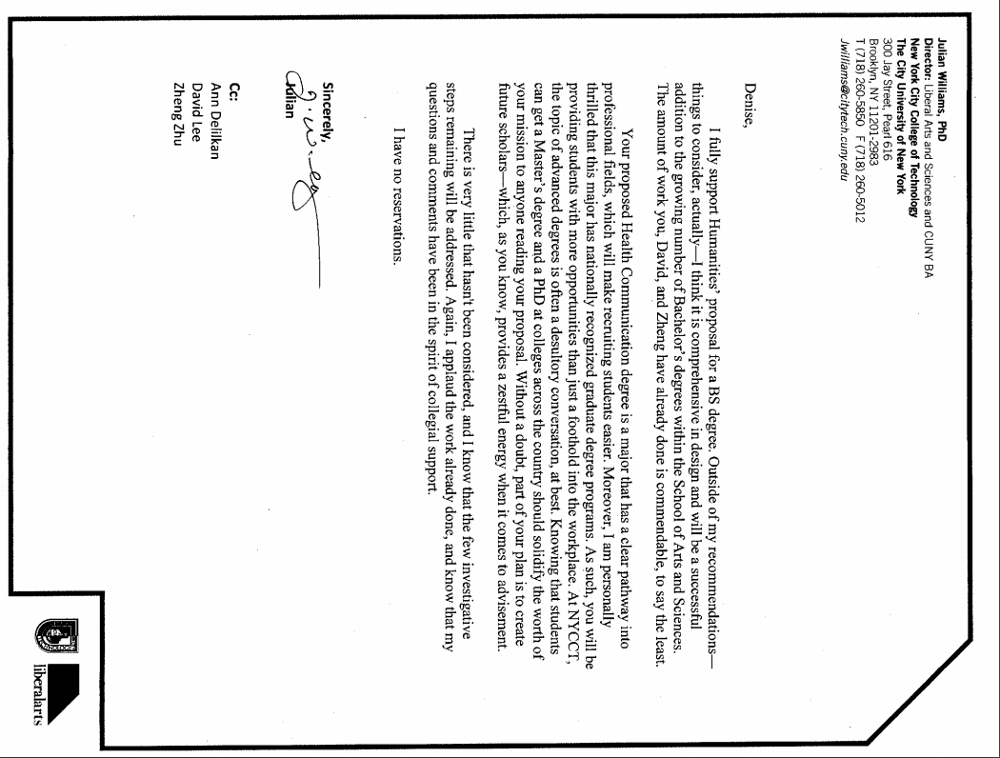 Julian Williams, PhD
Director: Liberal Arts and Sciences and CUNY BA
New York City College of Technology
The City University of New York
300 Jay Street, Pearl 616
Brooklyn, NY 11201-2983
T (718) 260-5850 F (718) 260-5012
Jwilliams@citytech.cuny.edu
Denise,
I fully support Humanities' proposal for a BS degree. Outside of my recommendations—
things to consider, actually—I think it is comprehensive in design and will be a successful
addition to the growing number of Bachelor's degrees within the School of Arts and Sciences.
The amount of work you, David, and Zheng have already done is commendable, to say the least.
Your proposed Health Communication degree is a major that has a clear pathway into
professional fields, which will make recruiting students easier. Moreover, I am personally
thrilled that this major has nationally recognized graduate degree programs. As such, you will be
providing students with more opportunities than just a foothold into the workplace. At NYCCT,
the topic of advanced degrees is often a desultory conversation, at best. Knowing that students
can get a Master's degree and a PhD at colleges across the country should solidify the worth of
your mission to anyone reading your proposal. Without a doubt, part of your plan is to create
future scholars—which, as you know, provides a zestful energy when it comes to advisement.
There is very little that hasn't been considered, and I know that the few investigative
steps remaining will be addressed. Again, I applaud the work already done, and know that my
questions and comments have been in the spirit of collegial support.
I have no reservations.
Sincerely,
Julian
Cc:
Ann Delilkan
David Lee
Zheng Zhu
liberalarts